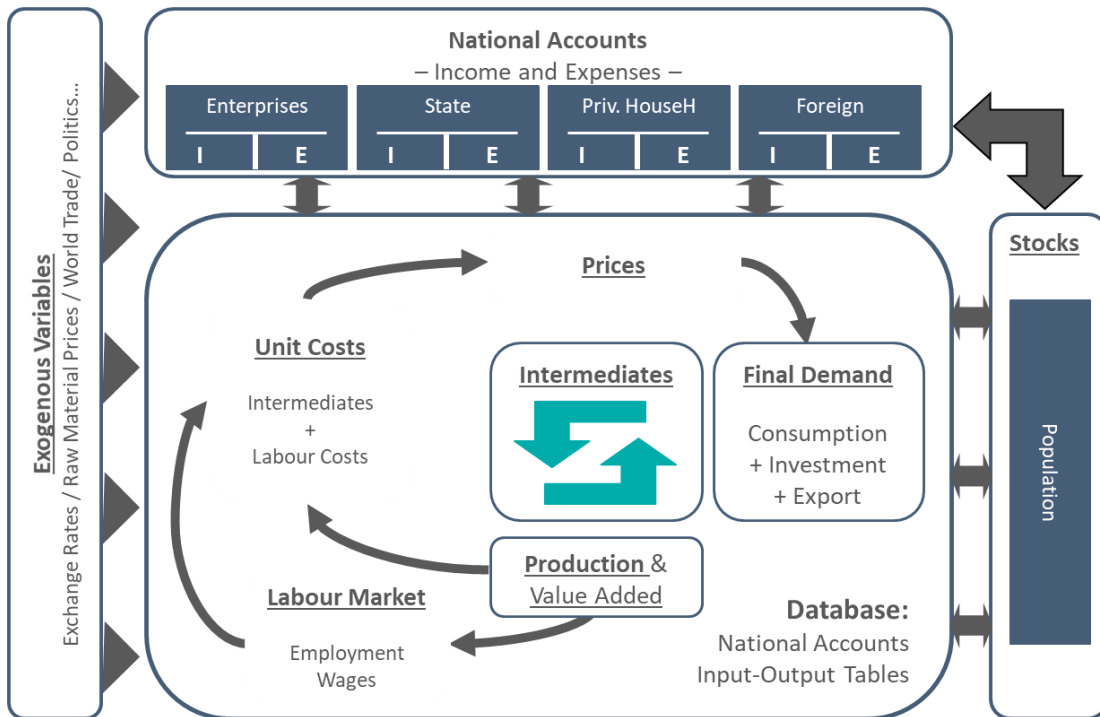 Exogenous Variables
Exchange Rates / Raw Material Prices / World Trade/ Politics...
National Accounts
– Income and Expenses –
Enterprises
I E
State
I E
Priv. HouseH
I E
Foreign
I E
Prices
Unit Costs
Intermediates
+
Labour Costs
Intermediates
Final Demand
Consumption
+ Investment
+ Export
Production &
Value Added
Labour Market
Employment
Wages
Database:
National Accounts
Input-Output Tables
Stocks
Population